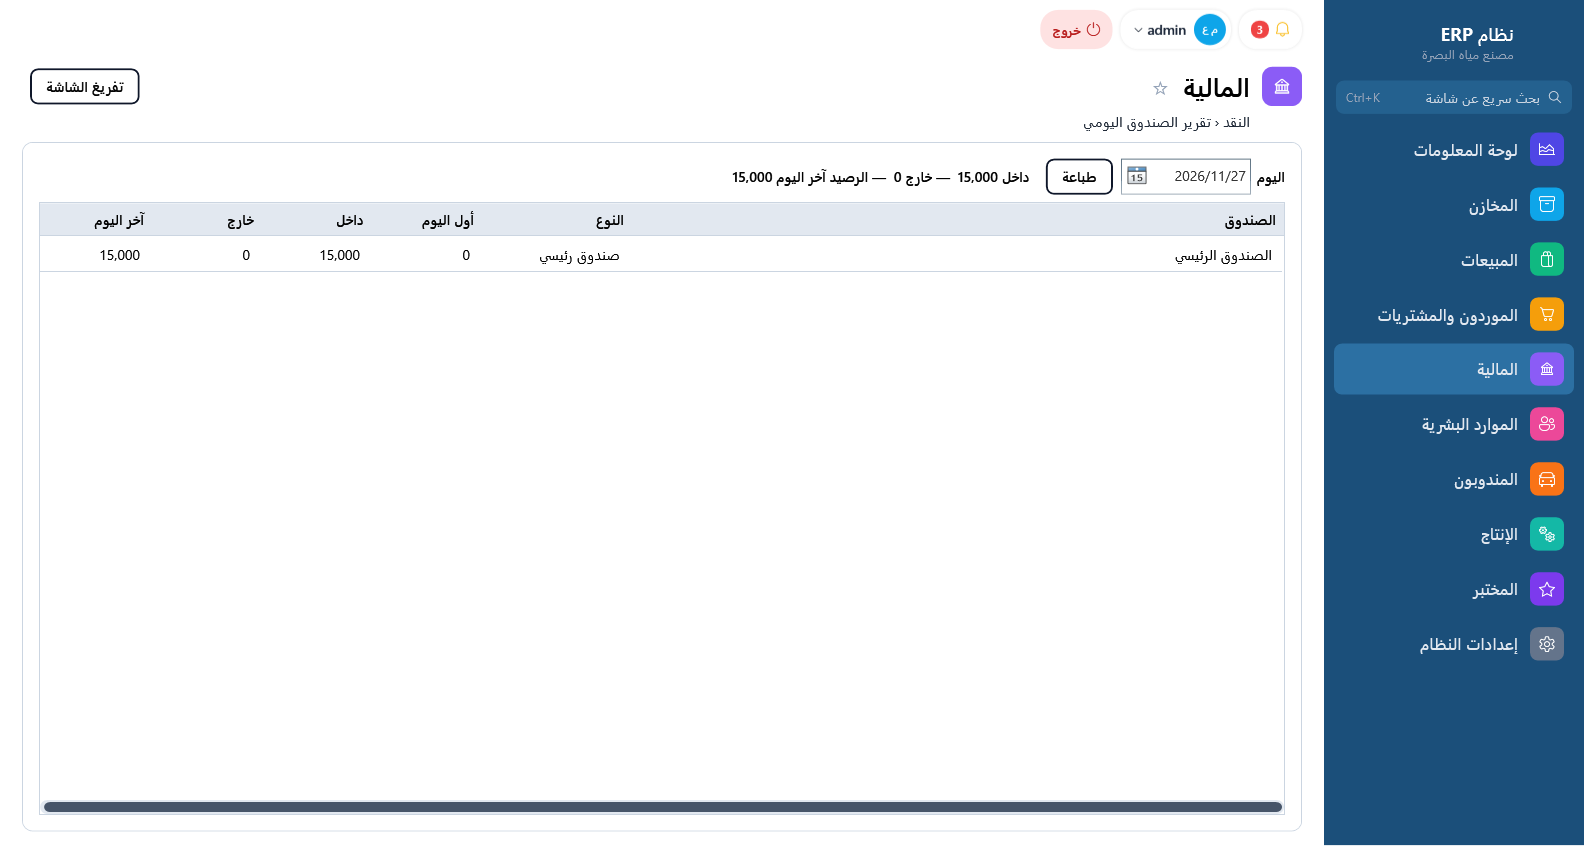 نظام ERP
مصنع مياه البصرة
بحث سريع عن شاشة Ctrl+K
لوحة المعلومات
المخازن
المبيعات
الموردون والمشتريات
المالية
الموارد البشرية
المندوبون
الإنتاج
المختبر
إعدادات النظام
3
م ع admin
خروج
المالية
تفريغ الشاشة
النقد › تقرير الصندوق اليومي
اليوم 2026/11/27 15 طباعة داخل 15,000 — خارج 0 — الرصيد آخر اليوم 15,000
الصندوق النوع أول اليوم داخل خارج آخر اليوم
الصندوق الرئيسي صندوق رئيسي 0 15,000 0 15,000